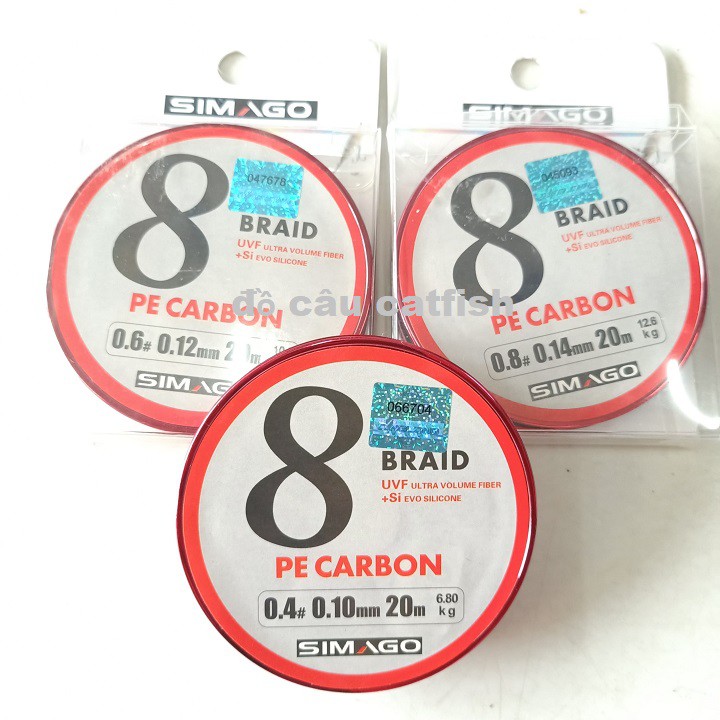 SIMAGO
8
047678
BRAID
UVF ULTRA VOLUME FIBER
+Si EVO SILICONE
PE CARBON
0.6# 0.12mm 20m
SIMAGO
SIMAGO
8
BRAID
UVF ULTRA VOLUME FIBER
+Si EVO SILICONE
PE CARBON
0.8# 0.14mm 20m 12.6 kg
SIMAGO
đồ câu catfish
8
066704
BRAID
UVF ULTRA VOLUME FIBER
+Si EVO SILICONE
PE CARBON
0.4# 0.10mm 20m 6.80 kg
SIMAGO